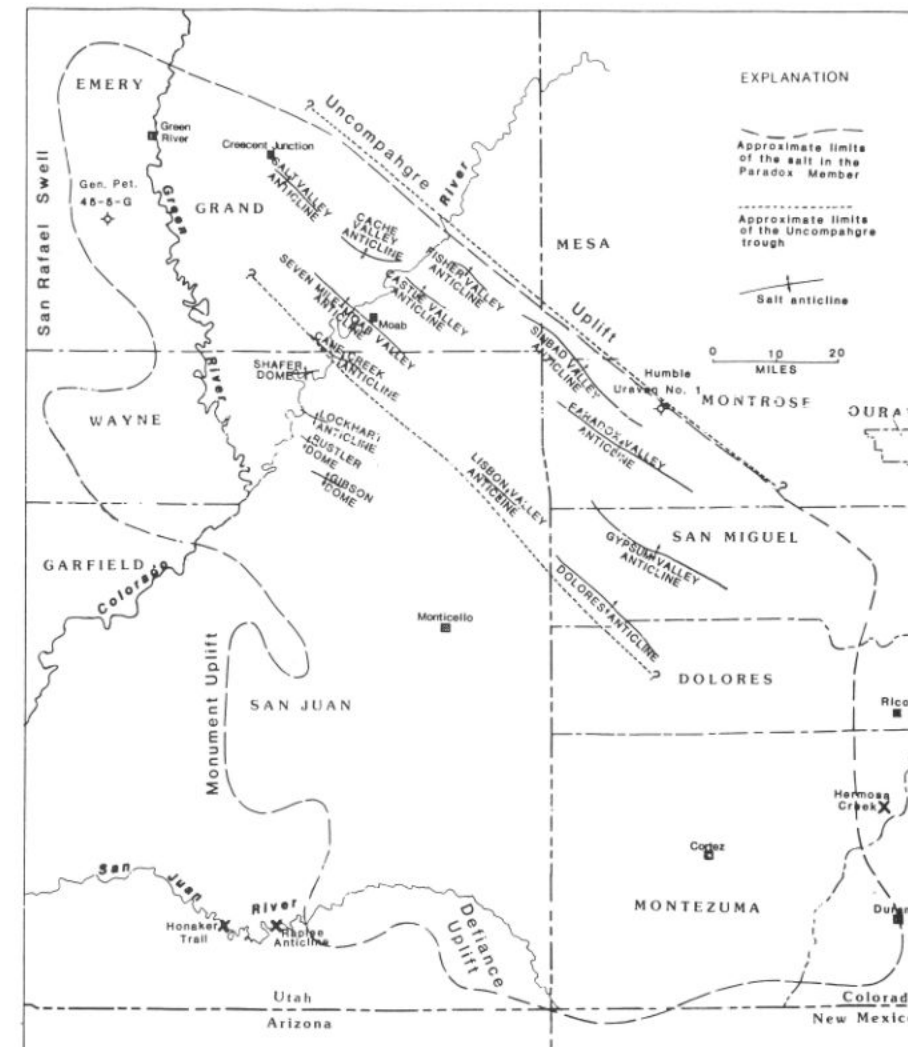 EMERY
Green
River
San Rafael Swell
Gen. Pet.
45-5-G
Green
River
GRAND
Crescent Junction
SALT VALLEY
ANTICLINE
CACHE
VALLEY
ANTICLINE
Uncompahgre
Uplift
River
MESA
FISHER VALLEY
ANTICLINE
CASTLE VALLEY
ANTICLINE
SEVEN MILE-MOAB VALLEY
ANTICLINE
Moab
CANE CREEK
ANTICLINE
SHAFER
DOME
SINBAD VALLEY
ANTICLINE
Humble
Uravan No. 1
MONTROSE
OURA
EXPLANATION
Approximate limits
of the salt in the
Paradox Member
Approximate limits
of the Uncompahgre
trough
Salt anticline
0 10 20
MILES
WAYNE
LOCKHART
ANTICLINE
RUSTLER
DOME
GIBSON
DOME
LISBON VALLEY
ANTICLINE
PARADOX VALLEY
ANTICLINE
SAN MIGUEL
GYPSUM VALLEY
ANTICLINE
DOLORES ANTICLINE
GARFIELD
Colorado
Monticello
DOLORES
?
?
?
?
Monument Uplift
SAN JUAN
Rico
Hermosa
Creek
Cortez
MONTEZUMA
Duran
San Juan River
Honaker
Trail
Raplee
Anticline
Defiance
Uplift
Utah
Arizona
Colorad
New Mexico